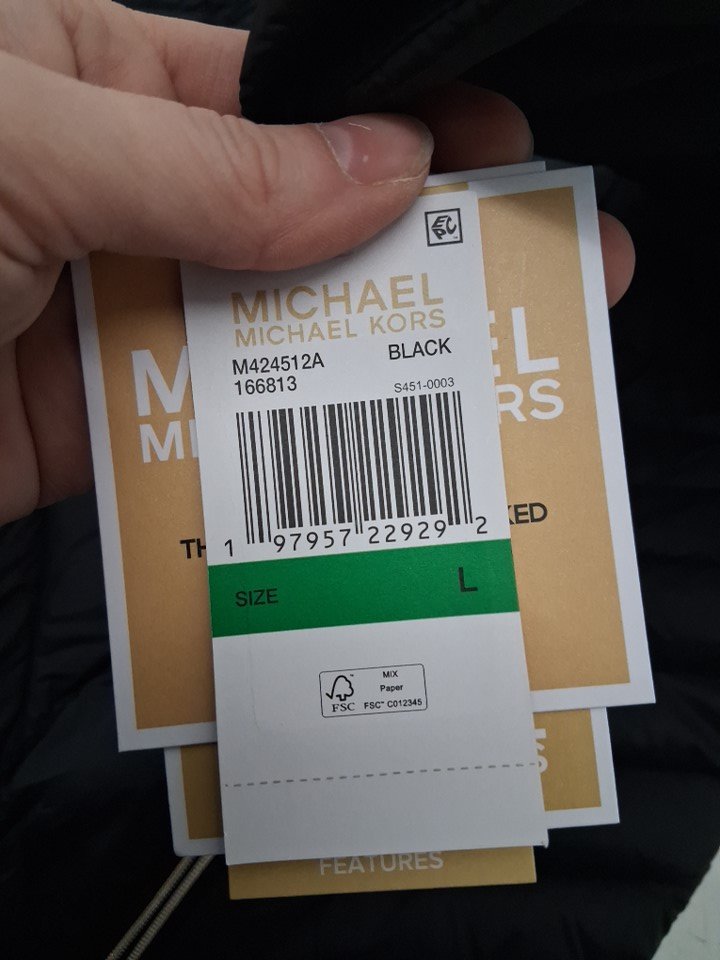 EPC
MICHAEL
MICHAEL KORS
M424512A BLACK
166813
S451-0003
1 97957 22929 2
SIZE L
FSC
MIX
Paper
FSC™ C012345
FEATURES